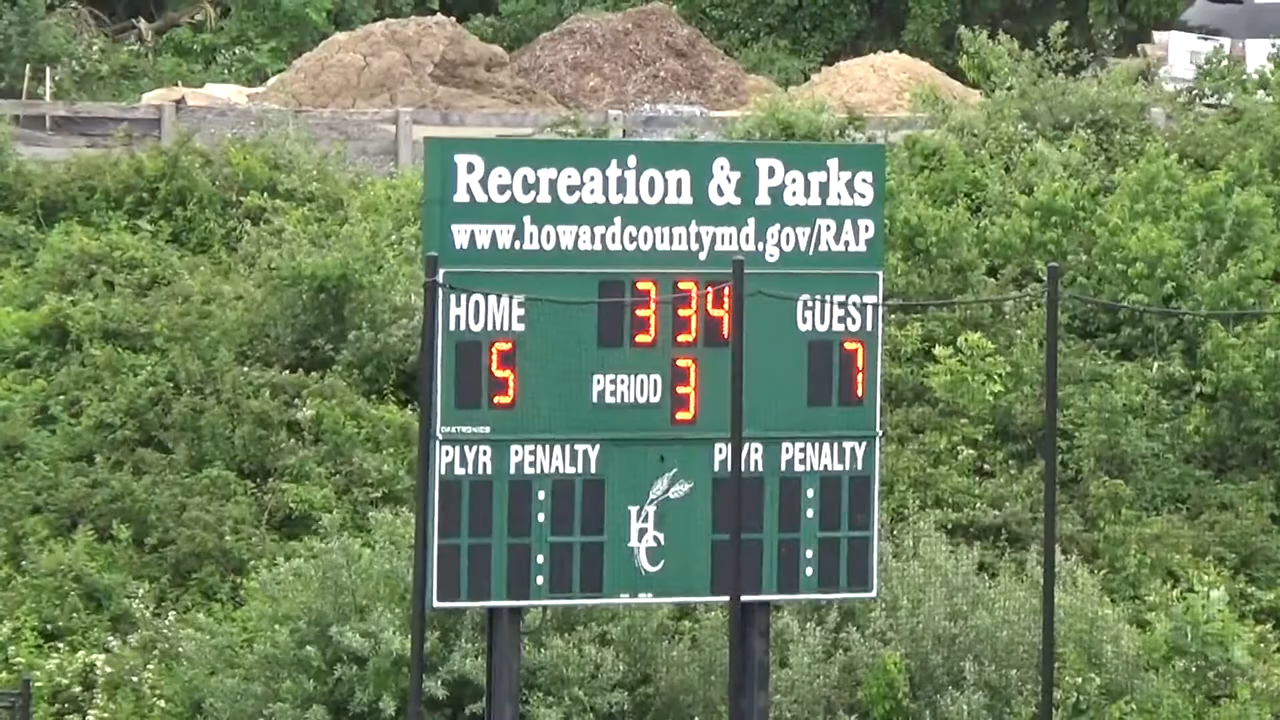 Recreation & Parks
www.howardcountymd.gov/RAP
HOME 3 34 GUEST
5 PERIOD 3 7
DAKTRONICS
PLYR PENALTY PLYR PENALTY
HC